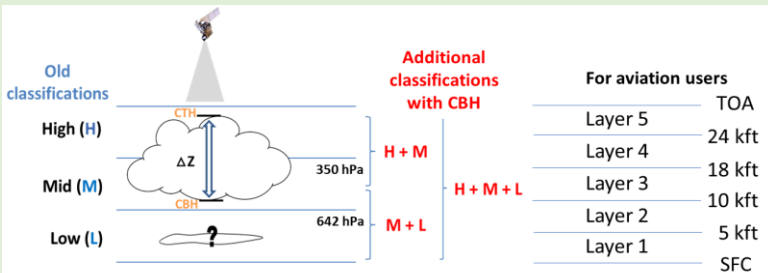 Old
classifications
High (H)
Mid (M)
Low (L)
CTH
ΔZ
CBH
?
350 hPa
642 hPa
Additional
classifications
with CBH
H + M
M + L
H + M + L
For aviation users
TOA
Layer 5
24 kft
Layer 4
18 kft
Layer 3
10 kft
Layer 2
5 kft
Layer 1
SFC